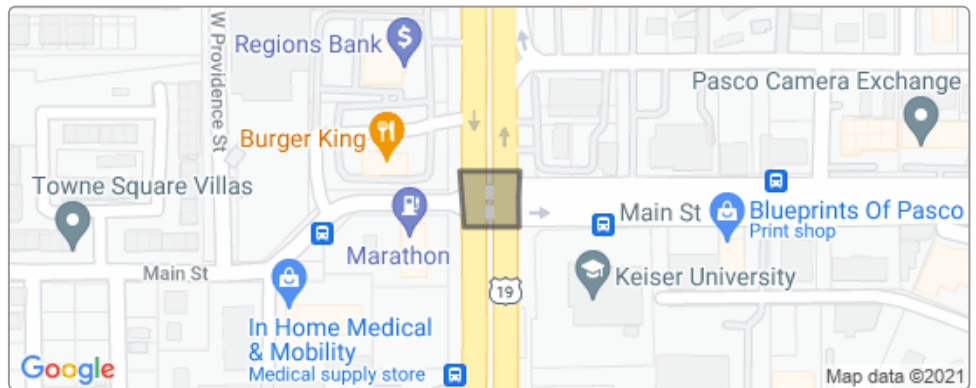 W Providence St
Regions Bank
Pasco Camera Exchange
Burger King
Towne Square Villas
Main St
Blueprints Of Pasco
Print shop
Marathon
Main St
Keiser University
19
In Home Medical
& Mobility
Medical supply store
Google
Map data ©2021